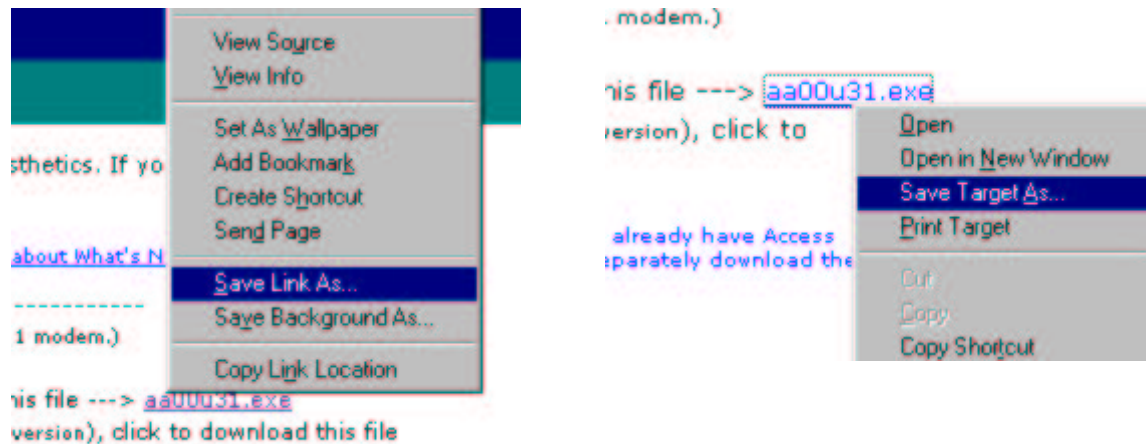 View Source
View Info
Set As Wallpaper
sthetics. If yo
Add Bookmark
Create Shortcut
Send Page
about What's N
Save Link As...
-----------
Save Background As...
1 modem.)
Copy Link Location
his file ---> aa00u31.exe
version), click to download this file
. modem.)
his file ---> aa00u31.exe
version), click to
Open
Open in New Window
Save Target As...
Print Target
already have Access
eparately download the
Cut
Copy
Copy Shortcut